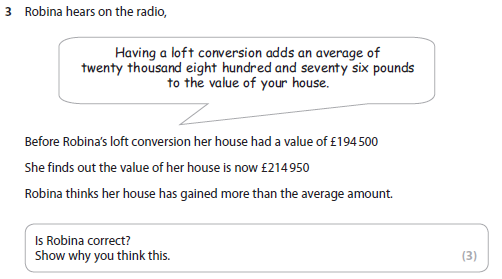 3 Robina hears on the radio,
Having a loft conversion adds an average of
twenty thousand eight hundred and seventy six pounds
to the value of your house.
Before Robina's loft conversion her house had a value of £194 500
She finds out the value of her house is now £214 950
Robina thinks her house has gained more than the average amount.
Is Robina correct?
Show why you think this.
(3)